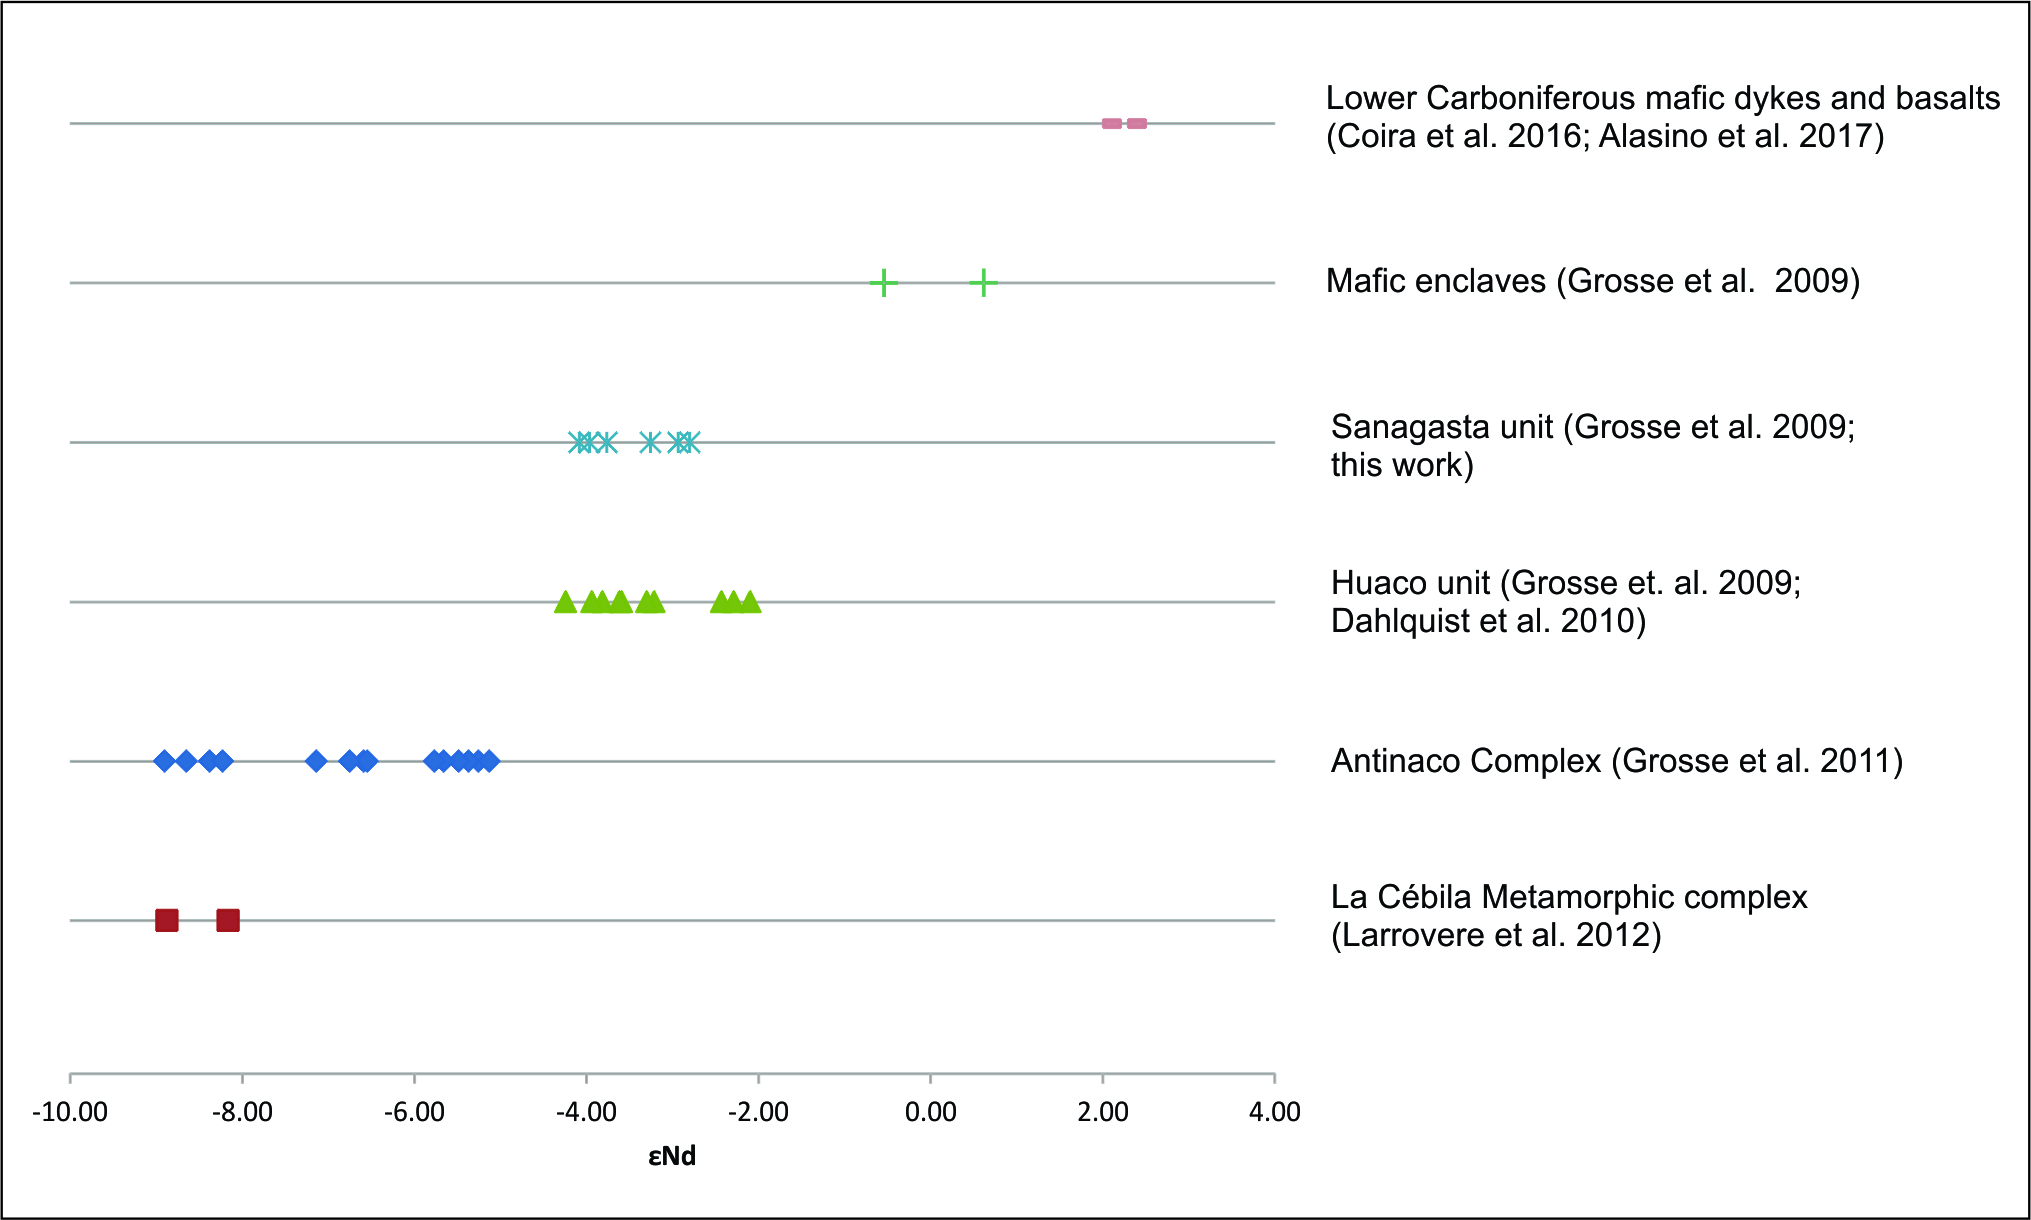 Lower Carboniferous mafic dykes and basalts
(Coira et al. 2016; Alasino et al. 2017)
Mafic enclaves (Grosse et al.  2009)
Sanagasta unit (Grosse et al. 2009;
this work)
Huaco unit (Grosse et. al. 2009;
Dahlquist et al. 2010)
Antinaco Complex (Grosse et al. 2011)
La Cébila Metamorphic complex
(Larrovere et al. 2012)
-10.00 -8.00 -6.00 -4.00 -2.00 0.00 2.00 4.00
εNd